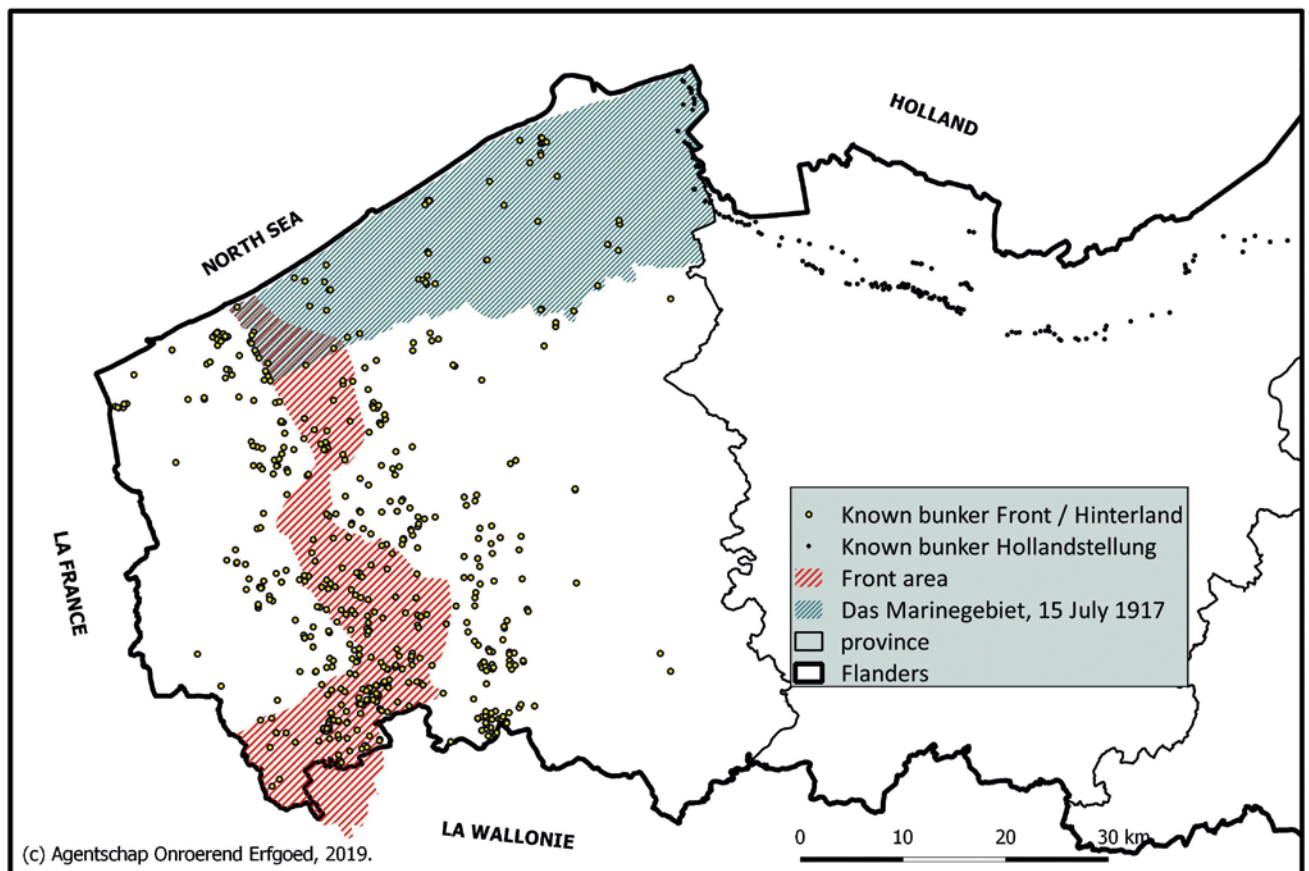 HOLLAND
NORTH SEA
LA FRANCE
Known bunker Front / Hinterland
Known bunker Hollandstellung
Front area
Das Marinegebiet, 15 July 1917
province
Flanders
LA WALLONIE
0 10 20 30 km
(c) Agentschap Onroerend Erfgoed, 2019.